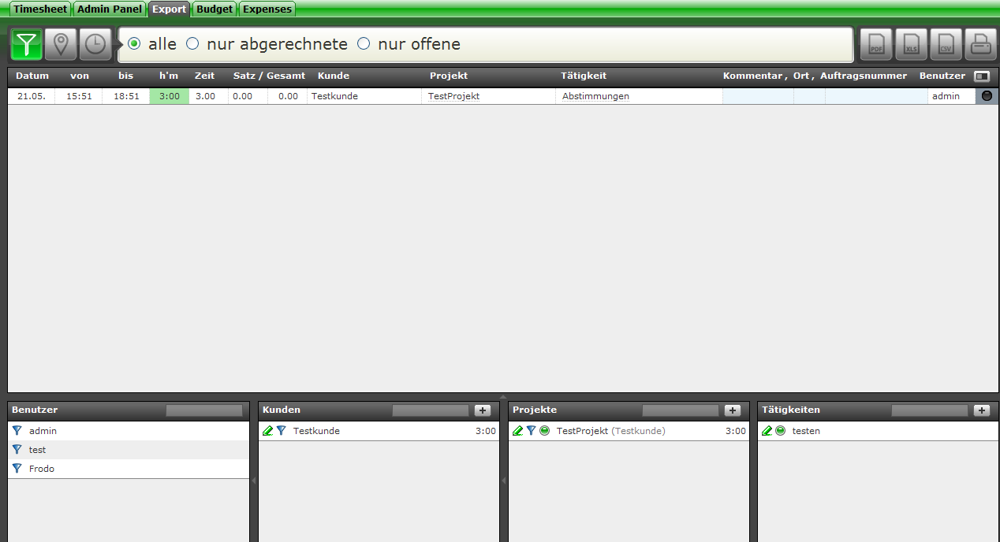 Timesheet Admin Panel Export Budget Expenses
alle nur abgerechnete nur offene PDF XLS CSV
Datum von bis h'm Zeit Satz / Gesamt Kunde Projekt Tätigkeit Kommentar , Ort , Auftragsnummer Benutzer
21.05. 15:51 18:51 3:00 3.00 0.00 0.00 Testkunde TestProjekt Abstimmungen admin
Benutzer Kunden + Projekte + Tätigkeiten +
admin Testkunde 3:00 TestProjekt (Testkunde) 3:00 testen
test
Frodo